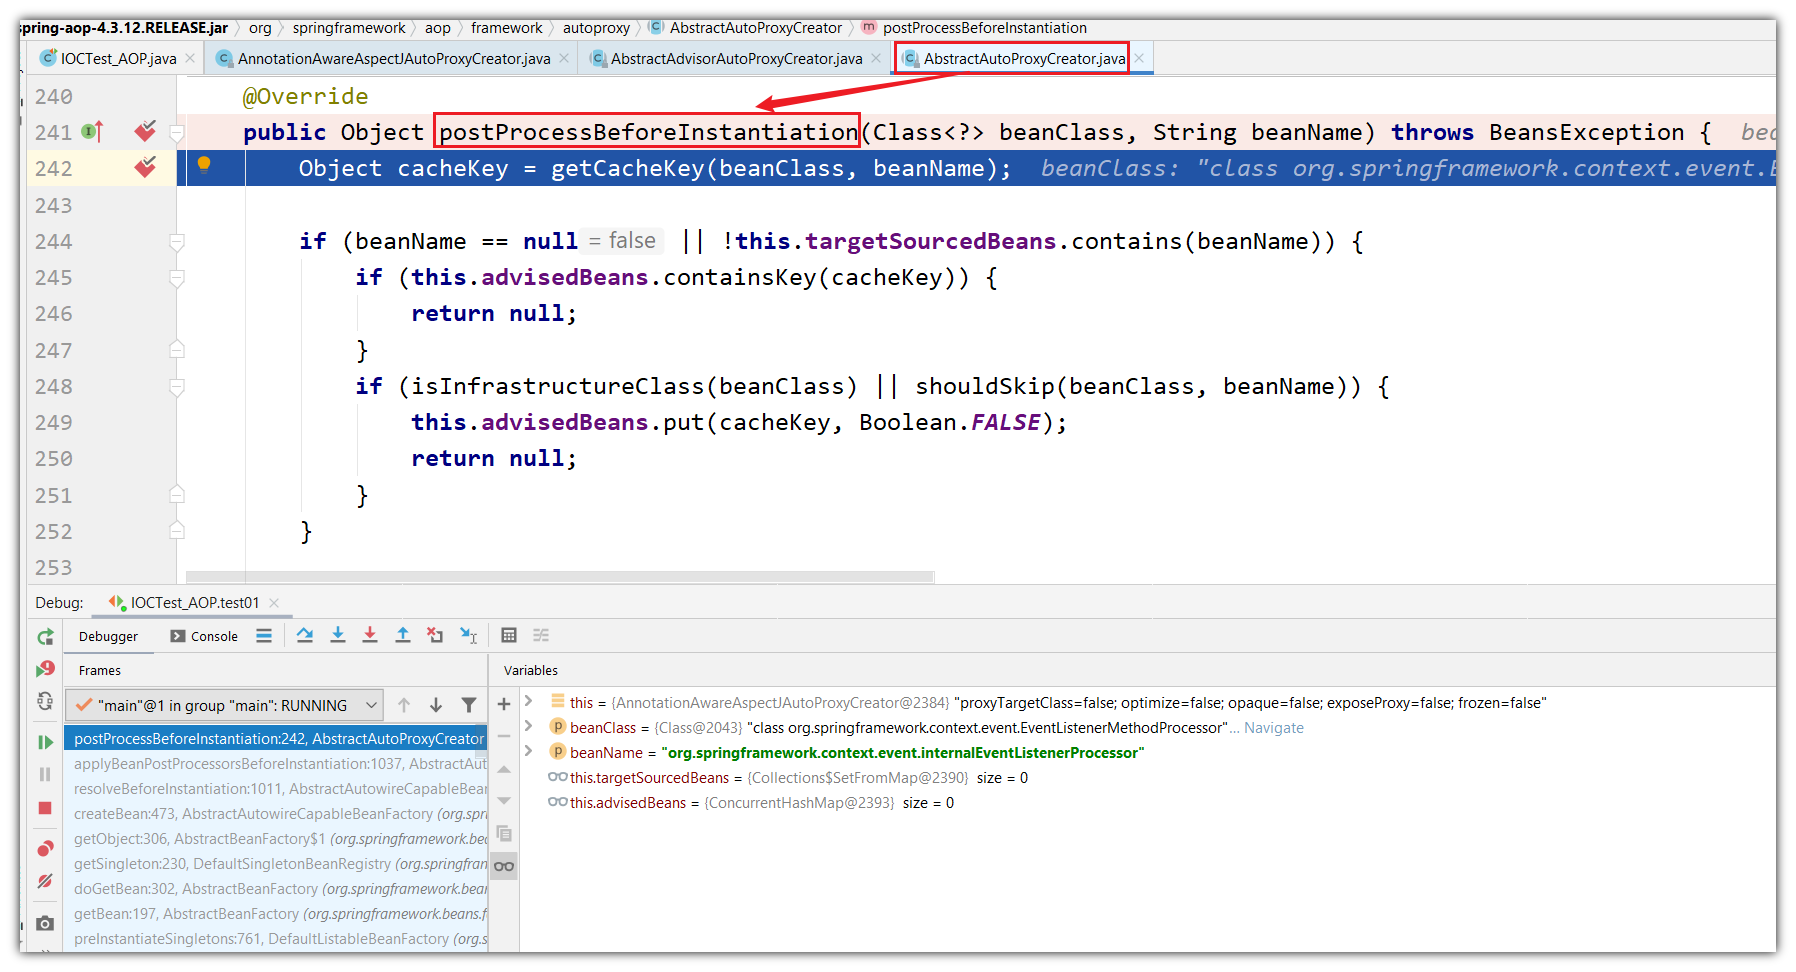 spring-aop-4.3.12.RELEASE.jar org springframework aop framework autoproxy AbstractAutoProxyCreator postProcessBeforeInstantiation
IOCTest_AOP.java AnnotationAwareAspectJAutoProxyCreator.java AbstractAdvisorAutoProxyCreator.java AbstractAutoProxyCreator.java
240 @Override
241 public Object postProcessBeforeInstantiation(Class<?> beanClass, String beanName) throws BeansException { bea
242 Object cacheKey = getCacheKey(beanClass, beanName); beanClass: "class org.springframework.context.event.E
243
244 if (beanName == null = false || !this.targetSourcedBeans.contains(beanName)) {
245 if (this.advisedBeans.containsKey(cacheKey)) {
246 return null;
247 }
248 if (isInfrastructureClass(beanClass) || shouldSkip(beanClass, beanName)) {
249 this.advisedBeans.put(cacheKey, Boolean.FALSE);
250 return null;
251 }
252 }
253
Debug: IOCTest_AOP.test01
Debugger Console
Frames
Variables
"main"@1 in group "main": RUNNING
postProcessBeforeInstantiation:242, AbstractAutoProxyCreator
applyBeanPostProcessorsBeforeInstantiation:1037, AbstractAut
resolveBeforeInstantiation:1011, AbstractAutowireCapableBean
createBean:473, AbstractAutowireCapableBeanFactory (org.spri
getObject:306, AbstractBeanFactory$1 (org.springframework.bea
getSingleton:230, DefaultSingletonBeanRegistry (org.springfram
doGetBean:302, AbstractBeanFactory (org.springframework.bean
getBean:197, AbstractBeanFactory (org.springframework.beans.f
preInstantiateSingletons:761, DefaultListableBeanFactory (org.s
this = {AnnotationAwareAspectJAutoProxyCreator@2384} "proxyTargetClass=false; optimize=false; opaque=false; exposeProxy=false; frozen=false"
beanClass = {Class@2043} "class org.springframework.context.event.EventListenerMethodProcessor"... Navigate
beanName = "org.springframework.context.event.internalEventListenerProcessor"
this.targetSourcedBeans = {Collections$SetFromMap@2390} size = 0
this.advisedBeans = {ConcurrentHashMap@2393} size = 0